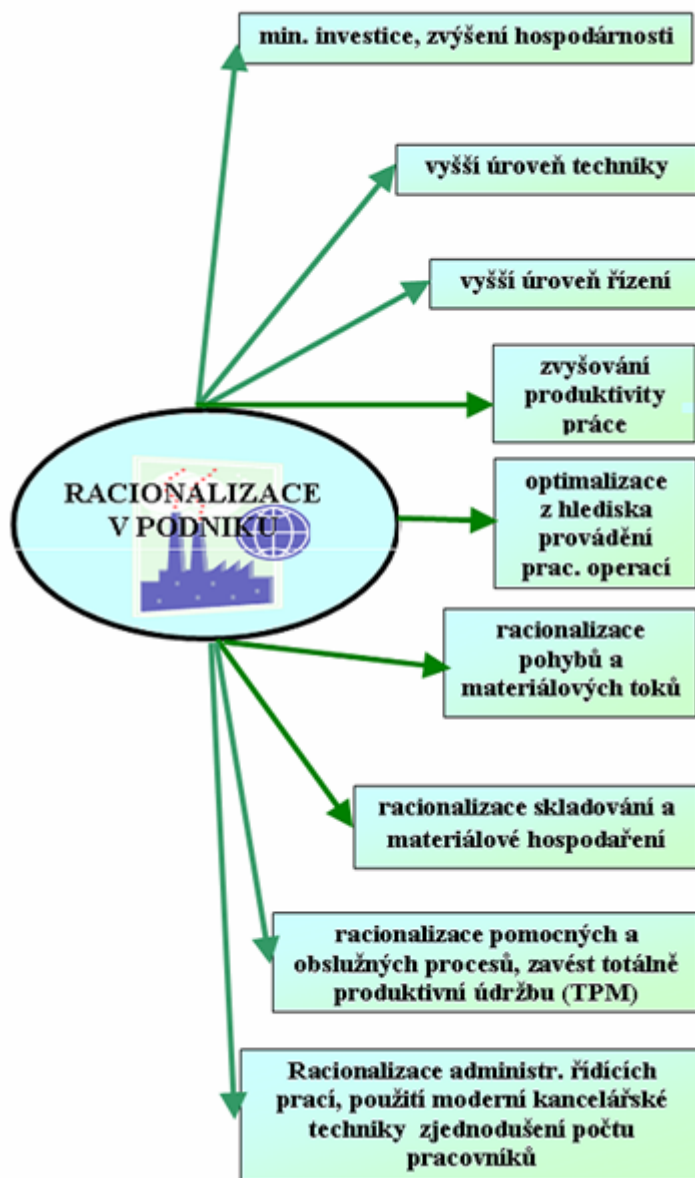 min. investice, zvýšení hospodárnosti
vyšší úroveň techniky
vyšší úroveň řízení
zvyšování
produktivity
práce
RACIONALIZACE
V PODNIKU
optimalizace
z hlediska
provádění
prac. operací
racionalizace
pohybů a
materiálových toků
racionalizace skladování a
materiálové hospodaření
racionalizace pomocných a
obslužných procesů, zavést totálně
produktivní údržbu (TPM)
Racionalizace administr. řídících
prací, použití moderní kancelářské
techniky zjednodušení počtu
pracovníků